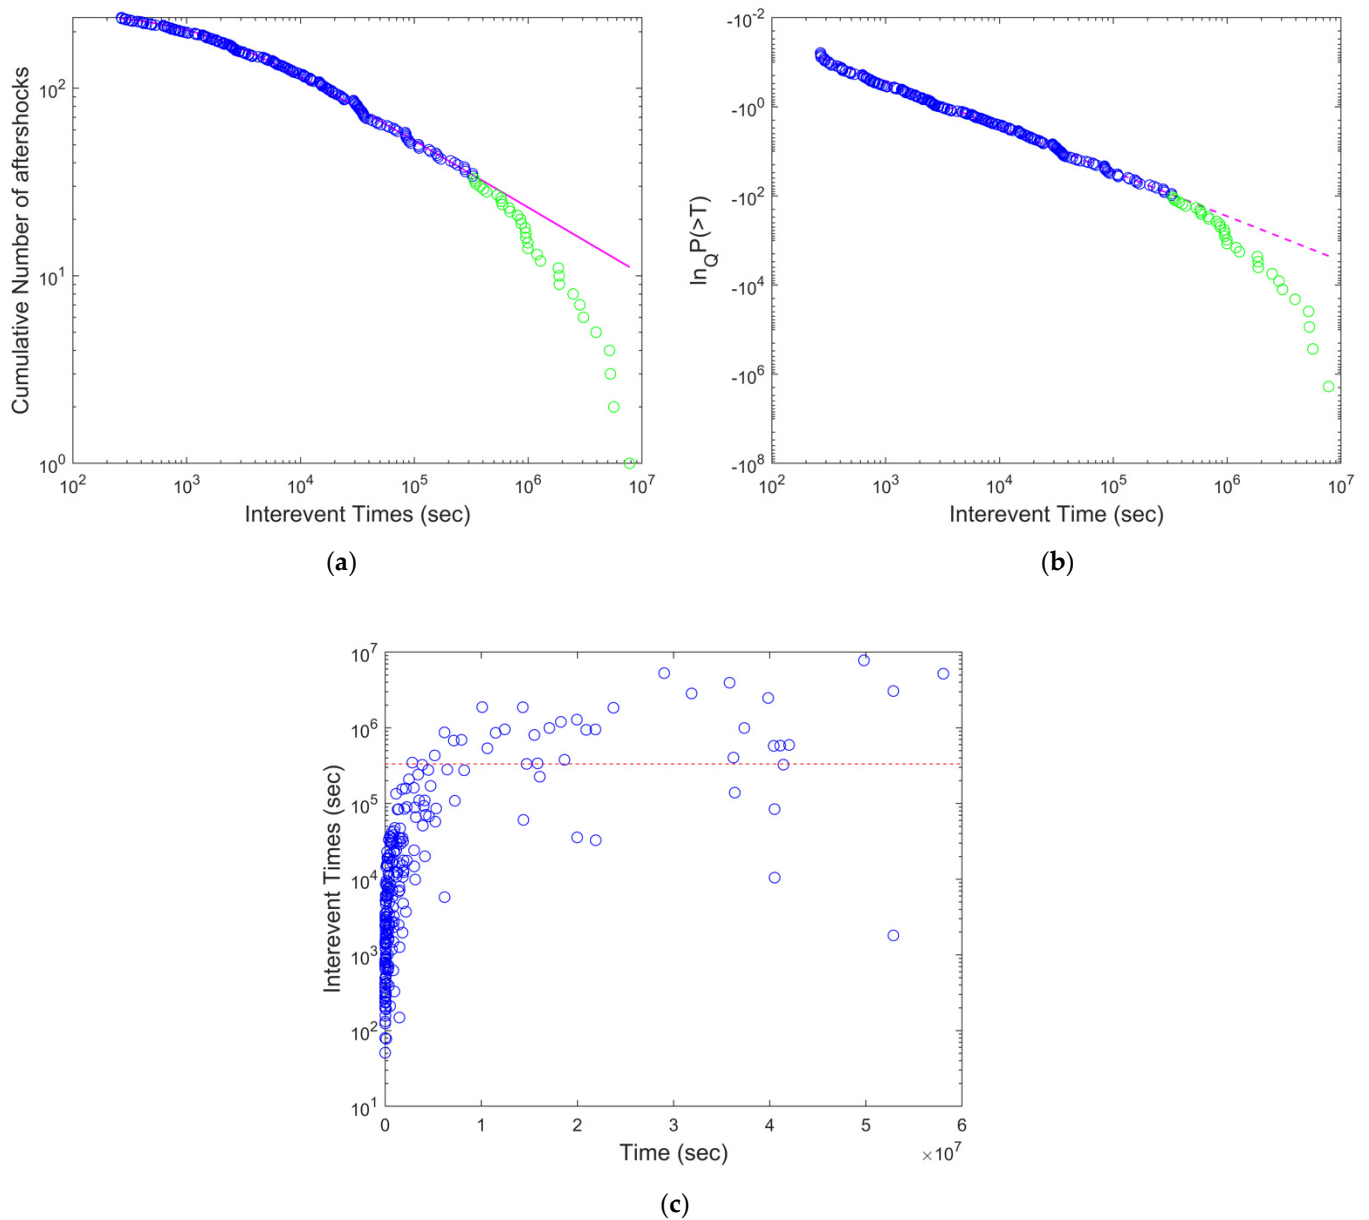 Cumulative Number of aftershocks
10^2
10^1
10^0
10^2 10^3 10^4 10^5 10^6 10^7
Interevent Times (sec)
(a)
ln_Q P(>T)
-10^-2
-10^0
-10^2
-10^4
-10^6
-10^8
10^2 10^3 10^4 10^5 10^6 10^7
Interevent Time (sec)
(b)
Interevent Times (sec)
10^7
10^6
10^5
10^4
10^3
10^2
10^1
0 1 2 3 4 5 6
Time (sec)
×10^7
(c)